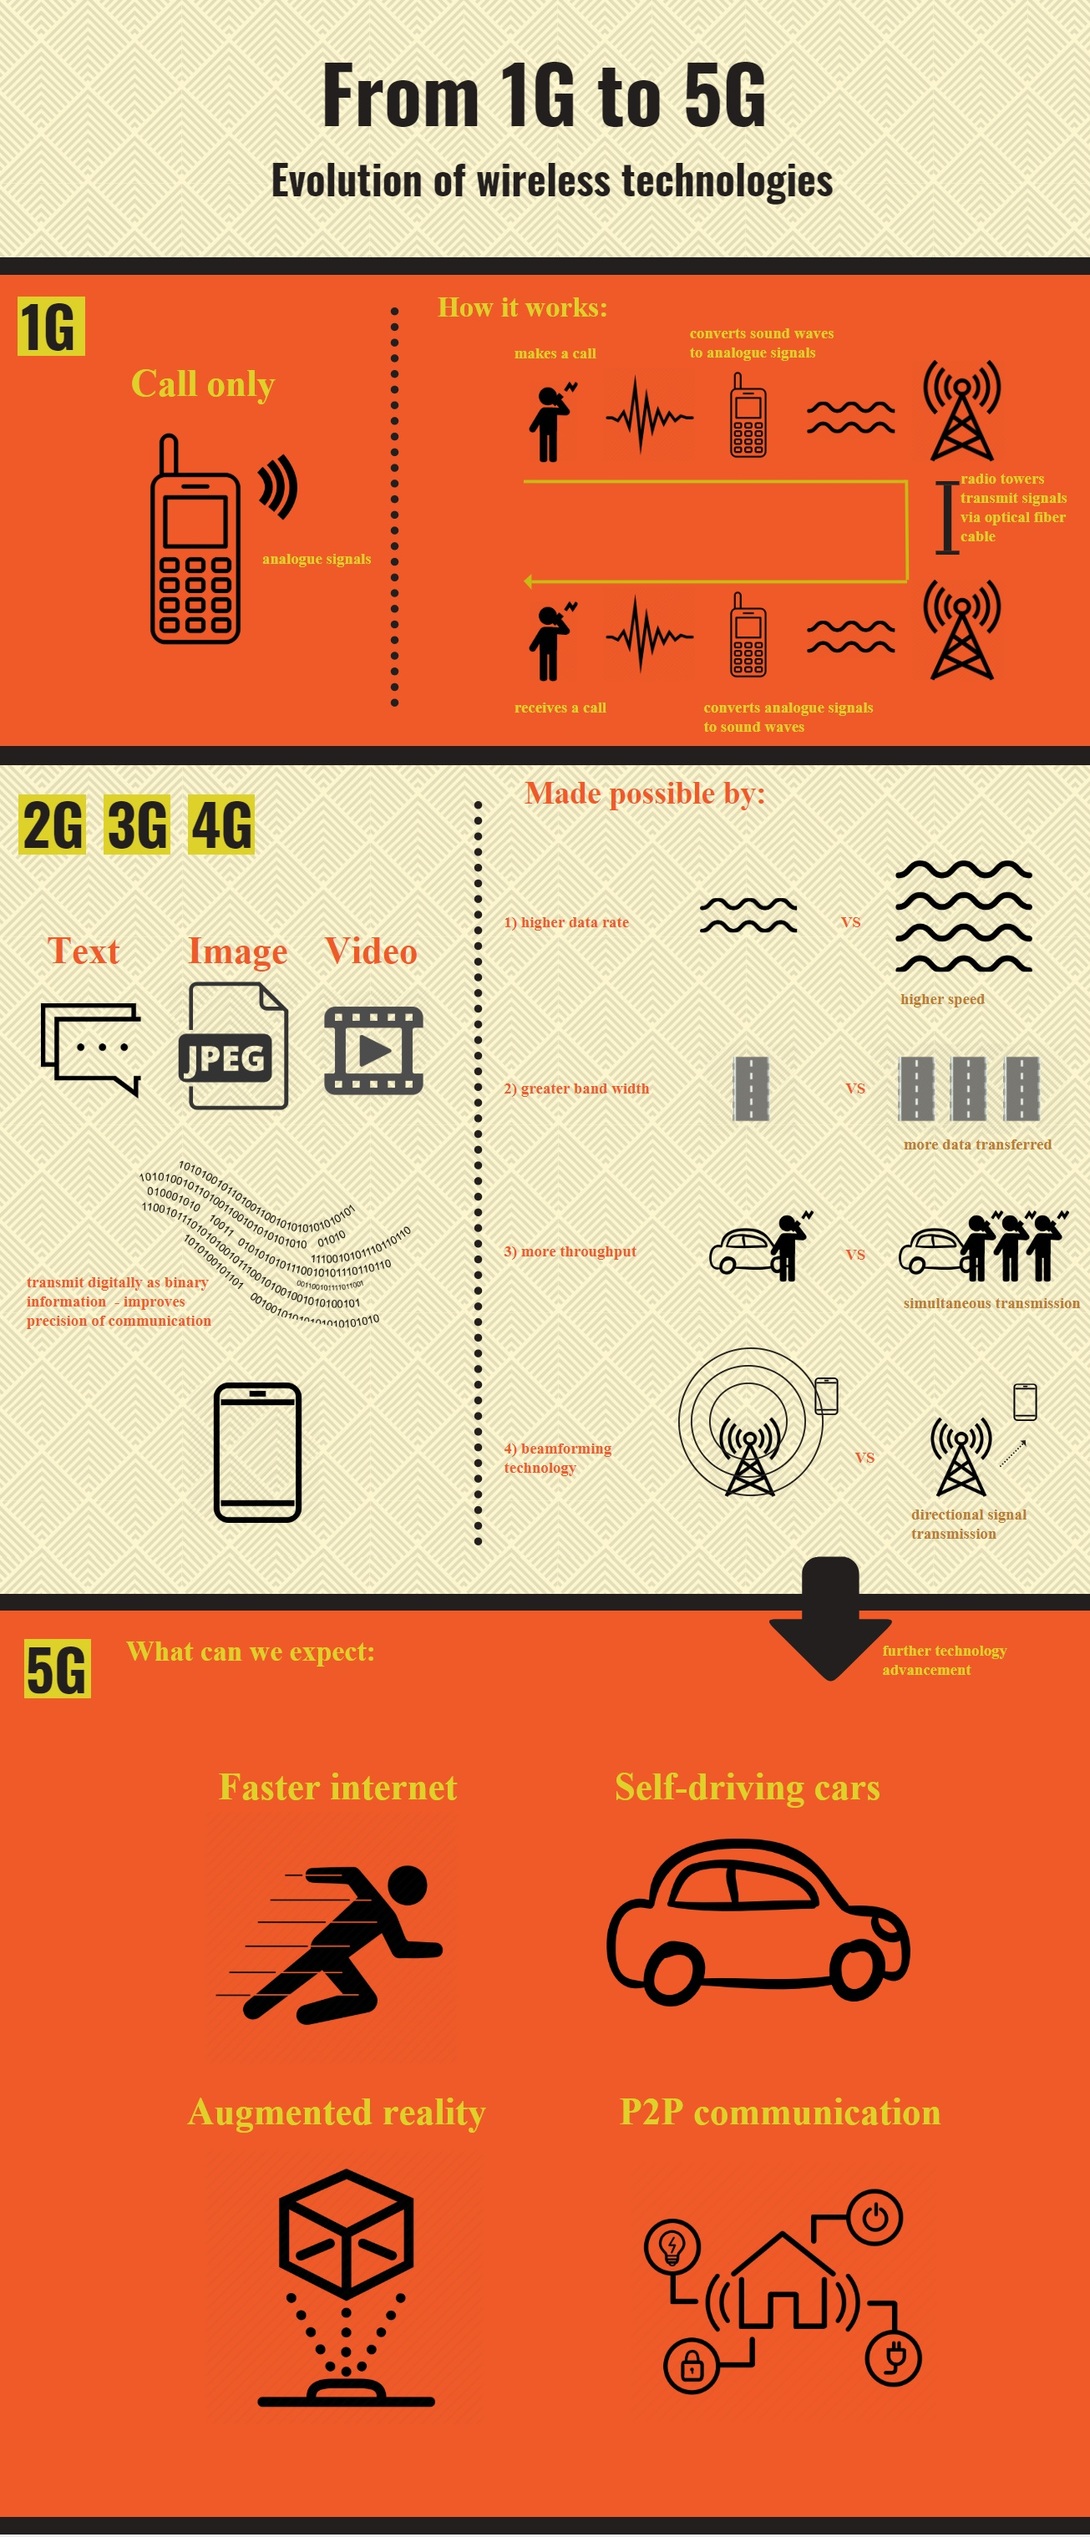 From 1G to 5G
Evolution of wireless technologies
1G
Call only
analogue signals
How it works:
makes a call
converts sound waves
to analogue signals
radio towers
transmit signals
via optical fiber
cable
receives a call
converts analogue signals
to sound waves
2G 3G 4G
Text Image Video
JPEG
transmit digitally as binary
information - improves
precision of communication
Made possible by:
1) higher data rate
VS
higher speed
2) greater band width
VS
more data transferred
3) more throughput
VS
simultaneous transmission
4) beamforming
technology
VS
directional signal
transmission
5G
What can we expect:
further technology
advancement
Faster internet
Self-driving cars
Augmented reality
P2P communication